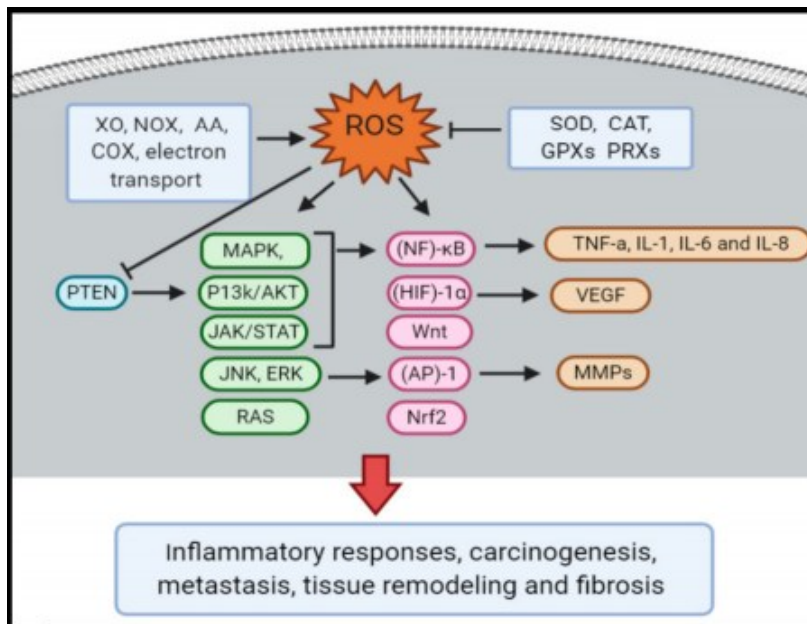 XO, NOX, AA,
COX, electron
transport
ROS
SOD, CAT,
GPXs PRXs
PTEN
MAPK,
P13k/AKT
JAK/STAT
JNK, ERK
RAS
(NF)-κB
(HIF)-1α
Wnt
(AP)-1
Nrf2
TNF-a, IL-1, IL-6 and IL-8
VEGF
MMPs
Inflammatory responses, carcinogenesis,
metastasis, tissue remodeling and fibrosis